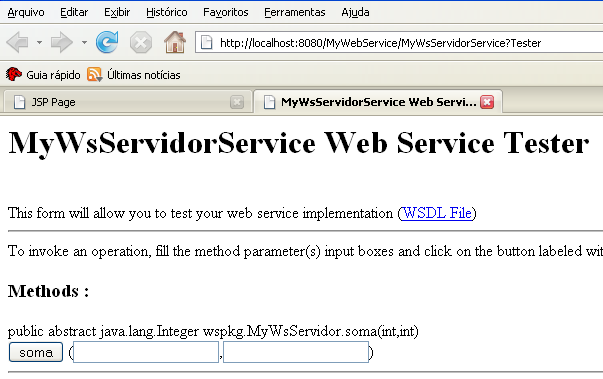 Arquivo Editar Exibir Histórico Favoritos Ferramentas Ajuda
http://localhost:8080/MyWebService/MyWsServidorService?Tester
Guia rápido Últimas notícias
JSP Page MyWsServidorService Web Servi...
MyWsServidorService Web Service Tester
This form will allow you to test your web service implementation (WSDL File)
To invoke an operation, fill the method parameter(s) input boxes and click on the button labeled wit
Methods :
public abstract java.lang.Integer wspkg.MyWsServidor.soma(int,int)
soma ( , )